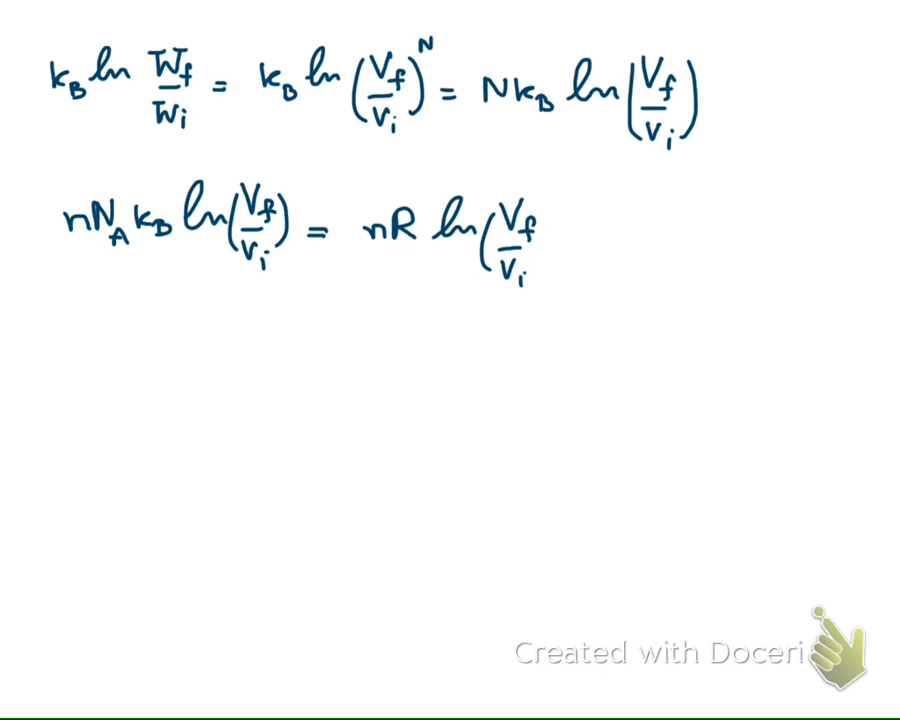 k_B ln W_f/W_i = k_B ln (V_f/V_i)^N = N k_B ln (V_f/V_i)
n N_A k_B ln (V_f/V_i) = nR ln (V_f/V_i
Created with Doceri